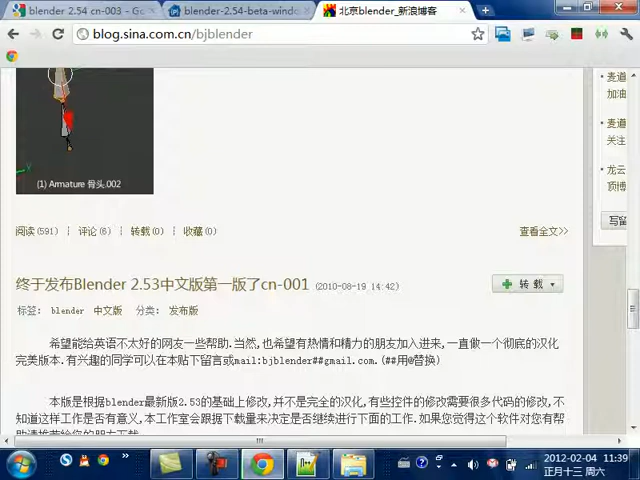 blender 2.54 cn-003 - Go
blender-2.54-beta-windo
北京blender_新浪博客
blog.sina.com.cn/bjblender
(1) Armature 骨头.002
麦道
加油
麦道
关注
龙云
顶博
写留
阅读(591) ┆ 评论(6) ┆ 转载(0) ┆ 收藏(0)
查看全文>>
终于发布Blender 2.53中文版第一版了cn-001 (2010-08-19 14:42)
转 载
标签: blender 中文版 分类: 发布版
希望能给英语不太好的网友一些帮助.当然,也希望有热情和精力的朋友加入进来,一直做一个彻底的汉化
完美版本.有兴趣的同学可以在本贴下留言或mail:bjblender##gmail.com.(##用@替换)
本版是根据blender最新版2.53的基础上修改,并不是完全的汉化,有些控件的修改需要很多代码的修改,不
知道这样工作是否有意义,本工作室会跟据下载量来决定是否继续进行下面的工作.如果您觉得这个软件对您有帮
2012-02-04 11:39
正月十三 周六